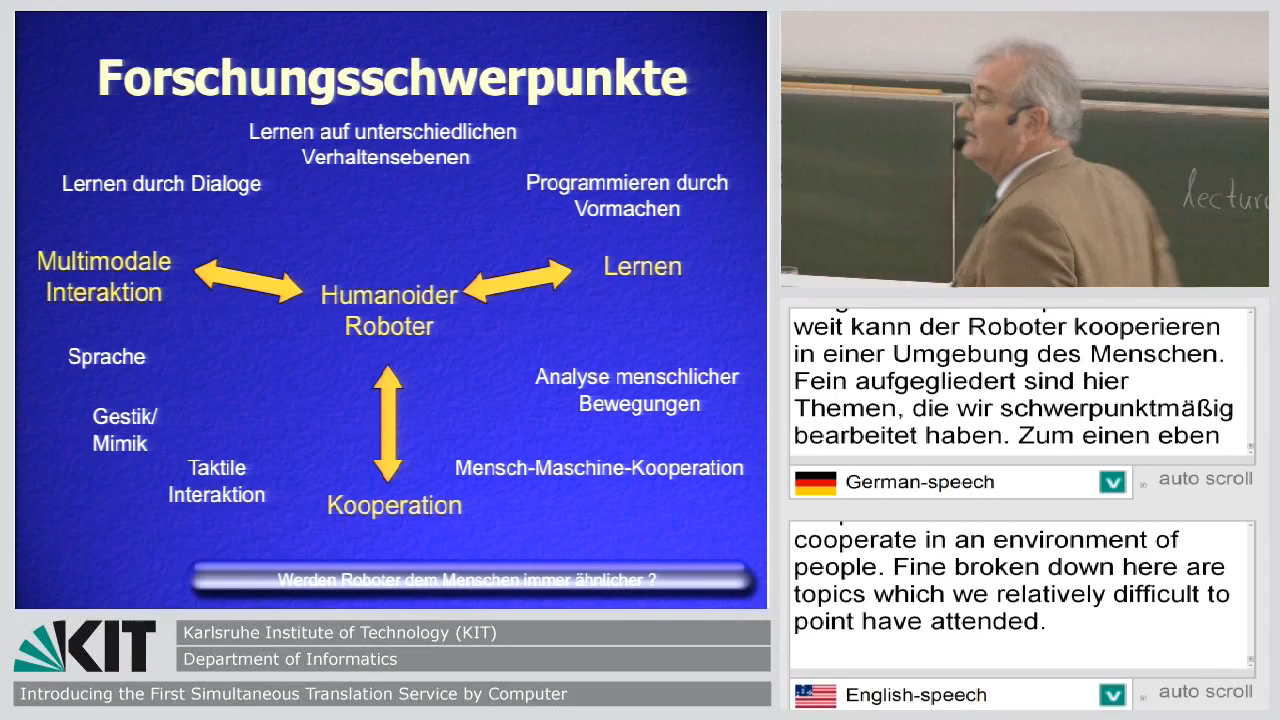 Forschungsschwerpunkte
Lernen auf unterschiedlichen
Verhaltensebenen
Lernen durch Dialoge
Programmieren durch
Vormachen
Multimodale
Interaktion
Lernen
Humanoider
Roboter
Sprache
Gestik/
Mimik
Taktile
Interaktion
Analyse menschlicher
Bewegungen
Mensch-Maschine-Kooperation
Kooperation
Werden Roboter dem Menschen immer ähnlicher ?
lectur
weit kann der Roboter kooperieren
in einer Umgebung des Menschen.
Fein aufgegliedert sind hier
Themen, die wir schwerpunktmäßig
bearbeitet haben. Zum einen eben
German-speech
auto scroll
cooperate in an environment of
people. Fine broken down here are
topics which we relatively difficult to
point have attended.
English-speech
auto scroll
KIT
Karlsruhe Institute of Technology (KIT)
Department of Informatics
Introducing the First Simultaneous Translation Service by Computer